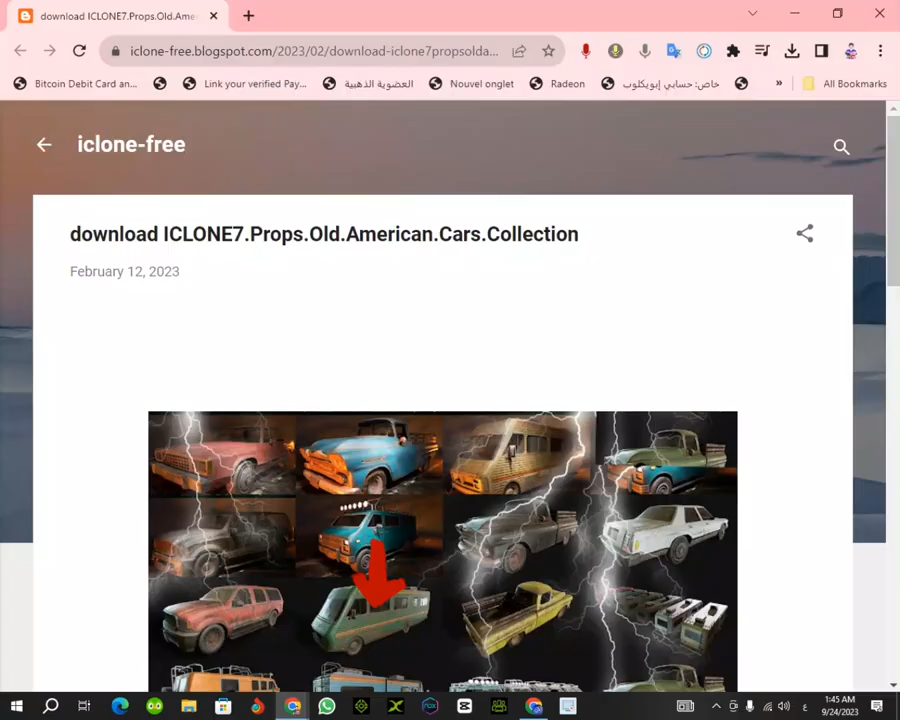 download ICLONE7.Props.Old.Ame
iclone-free.blogspot.com/2023/02/download-iclone7propsolda...
Bitcoin Debit Card an...
Link your verified Pay...
العضوية الذهبية
Nouvel onglet
Radeon
خاص: حسابي إبويكلوب
»
All Bookmarks
iclone-free
download ICLONE7.Props.Old.American.Cars.Collection
February 12, 2023
1:45 AM
9/24/2023
ع